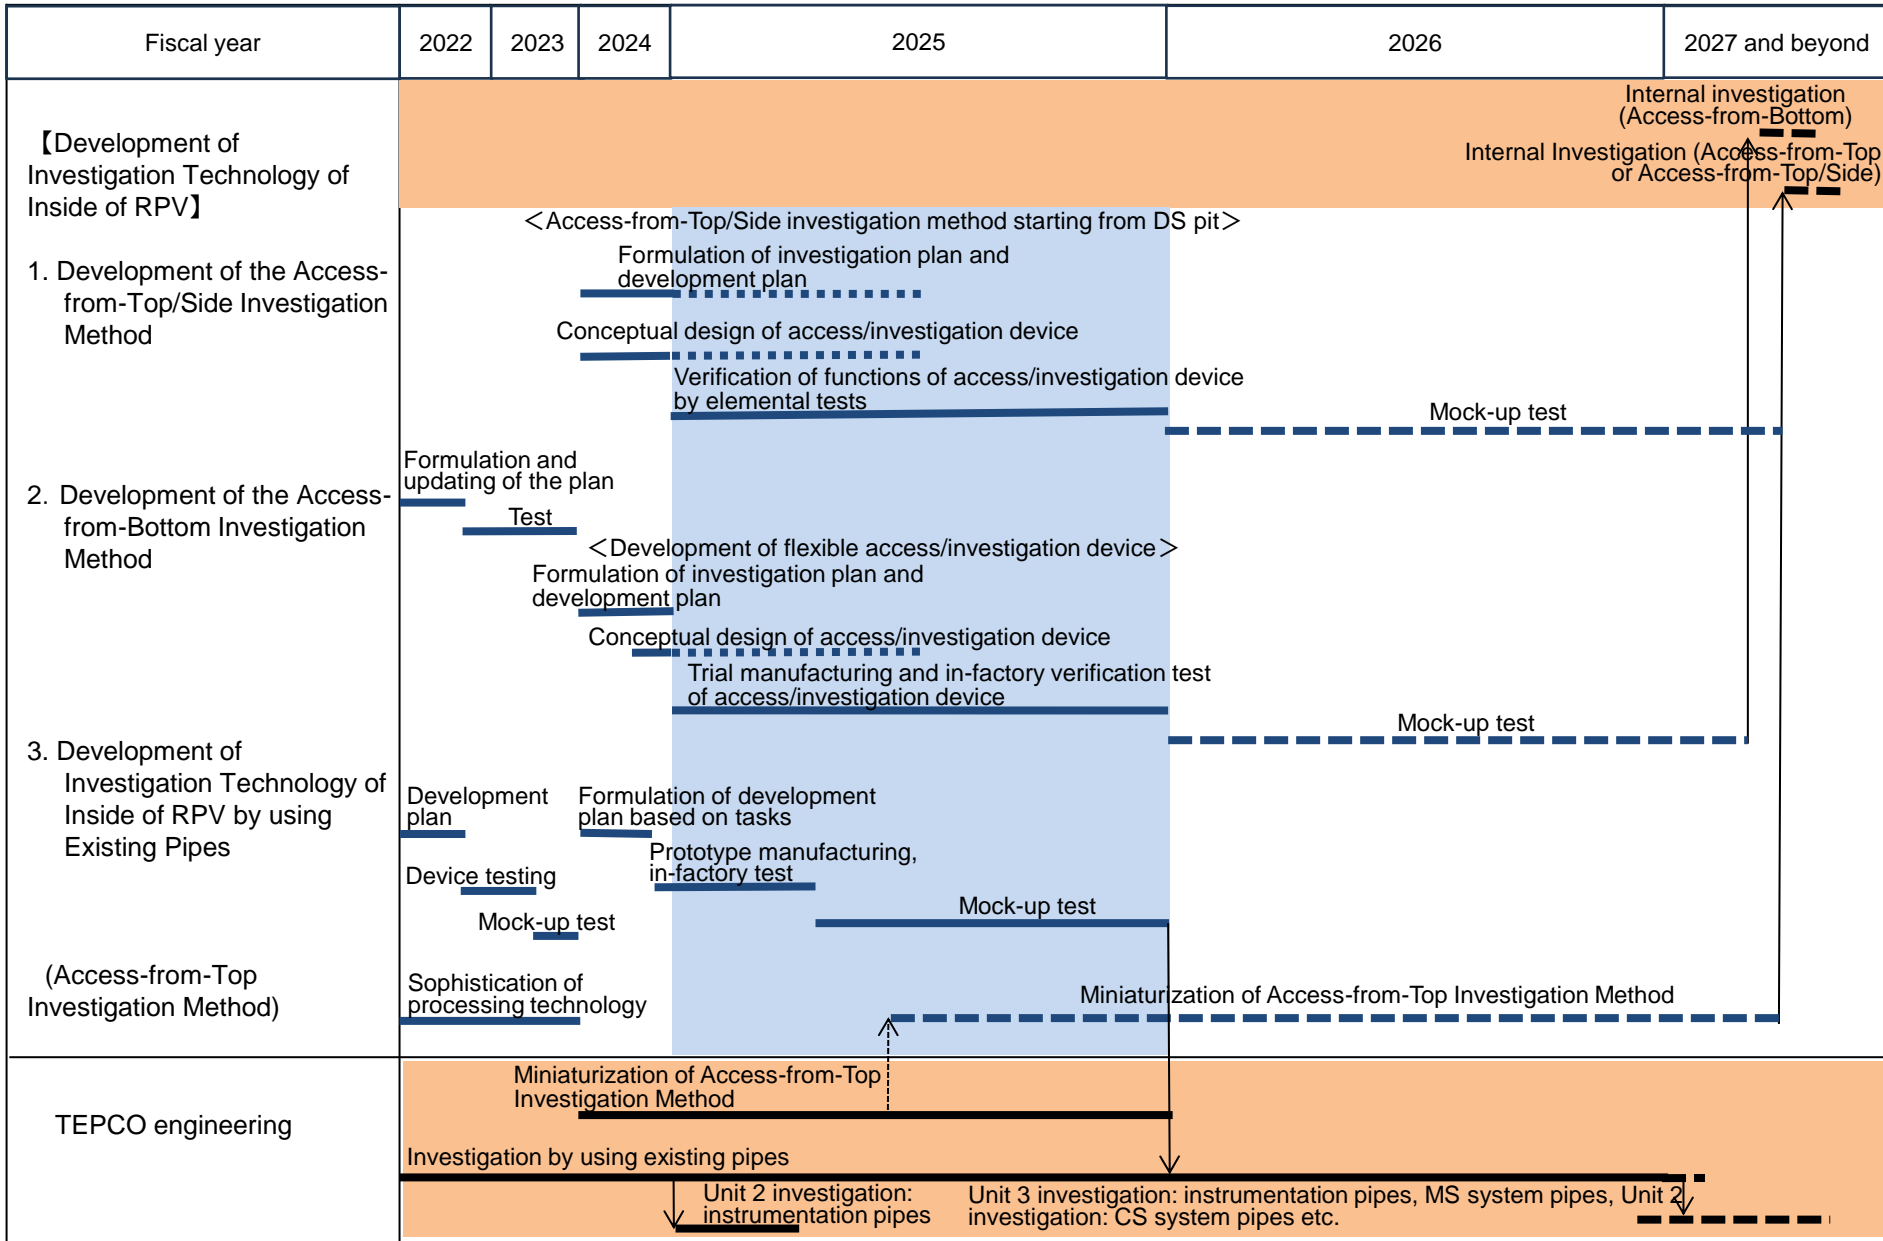 Fiscal year
2022
2023
2024
2025
2026
2027 and beyond
【Development of
Investigation Technology of
Inside of RPV】
Internal investigation
(Access-from-Bottom)
Internal Investigation (Access-from-Top
or Access-from-Top/Side)
1. Development of the Access-
from-Top/Side Investigation
Method
＜Access-from-Top/Side investigation method starting from DS pit＞
Formulation of investigation plan and
development plan
Conceptual design of access/investigation device
Verification of functions of access/investigation device
by elemental tests
Mock-up test
2. Development of the Access-
from-Bottom Investigation
Method
Formulation and
updating of the plan
Test
＜Development of flexible access/investigation device＞
Formulation of investigation plan and
development plan
Conceptual design of access/investigation device
Trial manufacturing and in-factory verification test
of access/investigation device
Mock-up test
3. Development of
Investigation Technology of
Inside of RPV by using
Existing Pipes
Development
plan
Formulation of development
plan based on tasks
Device testing
Prototype manufacturing,
in-factory test
Mock-up test
Mock-up test
(Access-from-Top
Investigation Method)
Sophistication of
processing technology
Miniaturization of Access-from-Top Investigation Method
TEPCO engineering
Miniaturization of Access-from-Top
Investigation Method
Investigation by using existing pipes
Unit 2 investigation:
instrumentation pipes
Unit 3 investigation: instrumentation pipes, MS system pipes, Unit 2
investigation: CS system pipes etc.